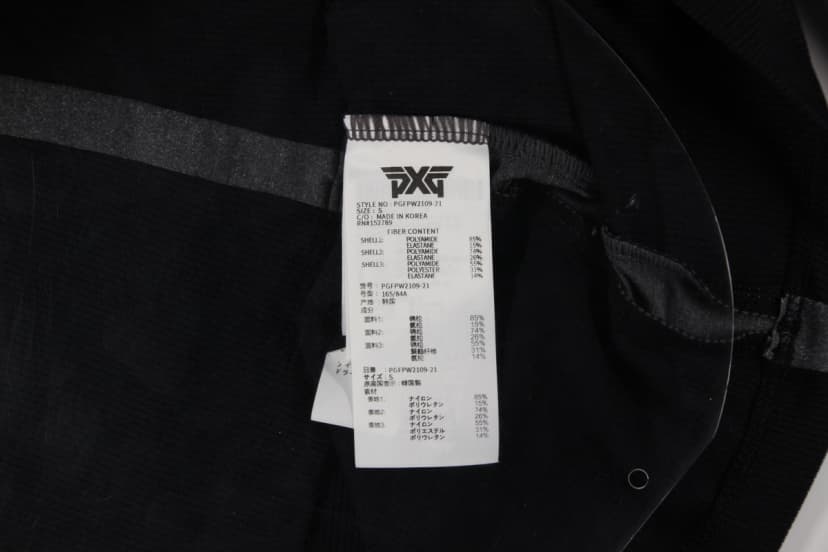 PXG
STYLE NO : PGFPW2109-21
SIZE : S
C/O : MADE IN KOREA
RN#152789
FIBER CONTENT
SHELL1: POLYAMIDE 85%
ELASTANE 15%
SHELL2: POLYAMIDE 74%
ELASTANE 26%
SHELL3: POLYAMIDE 55%
POLYESTER 31%
ELASTANE 14%
款号 : PGFPW2109-21
号型 : 165/84A
产地 : 韩国
成分
面料1: 锦纶 85%
氨纶 15%
面料2: 锦纶 74%
氨纶 26%
面料3: 锦纶 55%
聚酯纤维 31%
氨纶 14%
品番 : PGFPW2109-21
サイズ : S
原産国表示 : 韓国製
素材
表地1: ナイロン 85%
ポリウレタン 15%
表地2: ナイロン 74%
ポリウレタン 26%
表地3: ナイロン 55%
ポリエステル 31%
ポリウレタン 14%